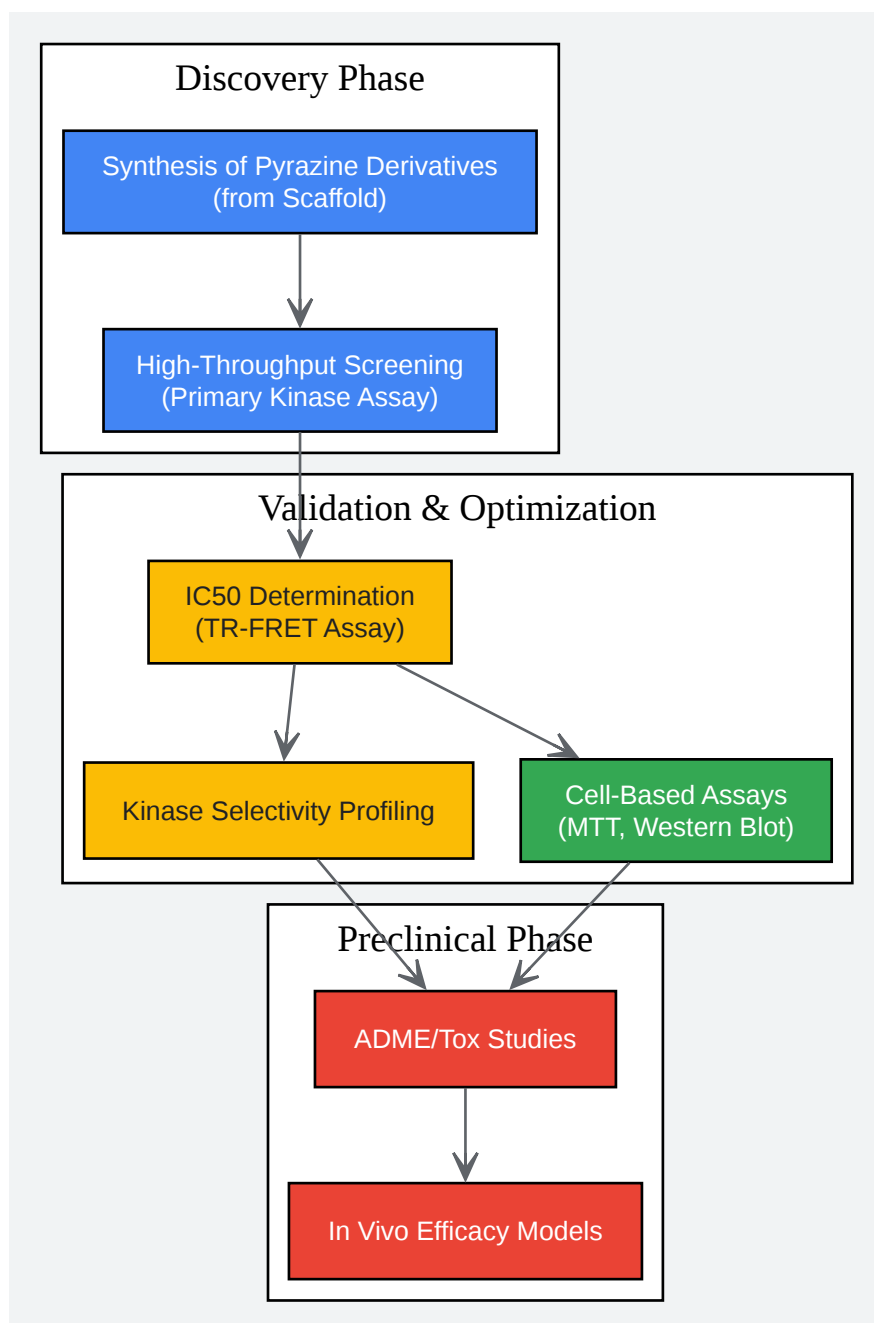 Discovery Phase
Synthesis of Pyrazine Derivatives
(from Scaffold)
High-Throughput Screening
(Primary Kinase Assay)
Validation & Optimization
IC50 Determination
(TR-FRET Assay)
Kinase Selectivity Profiling
Cell-Based Assays
(MTT, Western Blot)
Preclinical Phase
ADME/Tox Studies
In Vivo Efficacy Models